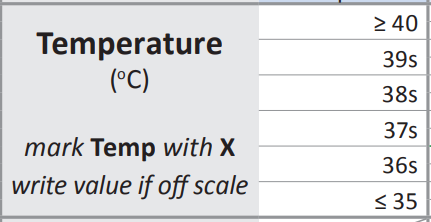 Temperature
(°C)
mark Temp with X
write value if off scale
≥ 40
39s
38s
37s
36s
≤ 35